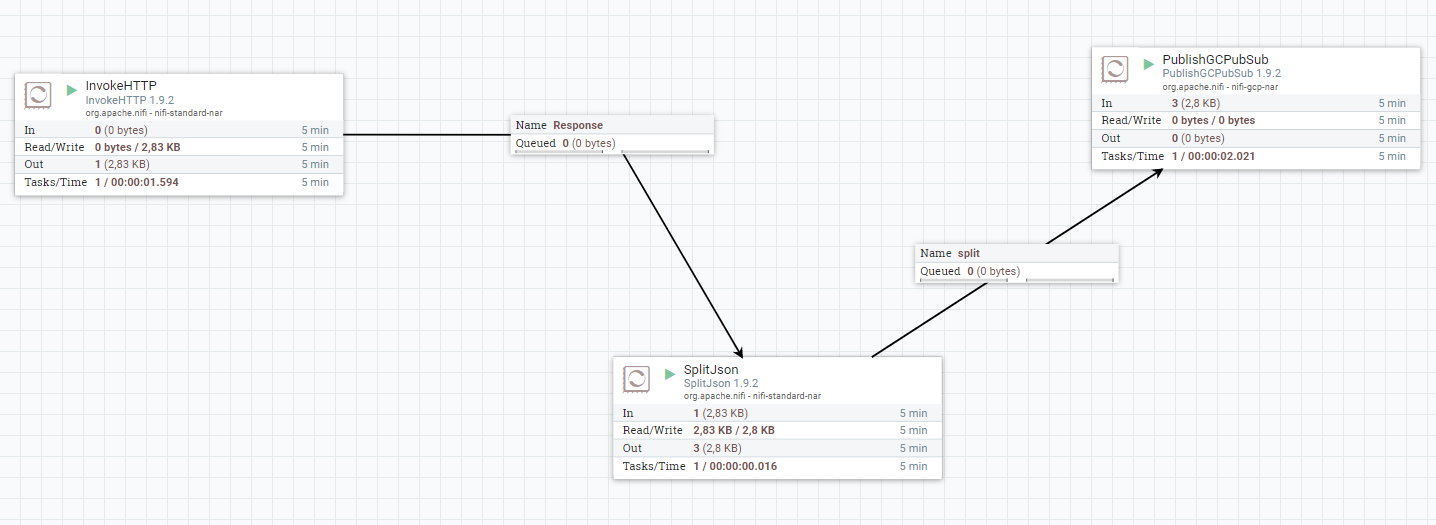 InvokeHTTP
InvokeHTTP 1.9.2
org.apache.nifi - nifi-standard-nar
In 0 (0 bytes) 5 min
Read/Write 0 bytes / 2,83 KB 5 min
Out 1 (2,83 KB) 5 min
Tasks/Time 1 / 00:00:01.594 5 min
Name Response
Queued 0 (0 bytes)
PublishGCPubSub
PublishGCPubSub 1.9.2
org.apache.nifi - nifi-gcp-nar
In 3 (2,8 KB) 5 min
Read/Write 0 bytes / 0 bytes 5 min
Out 0 (0 bytes) 5 min
Tasks/Time 1 / 00:00:02.021 5 min
Name split
Queued 0 (0 bytes)
SplitJson
SplitJson 1.9.2
org.apache.nifi - nifi-standard-nar
In 1 (2,83 KB) 5 min
Read/Write 2,83 KB / 2,8 KB 5 min
Out 3 (2,8 KB) 5 min
Tasks/Time 1 / 00:00:00.016 5 min